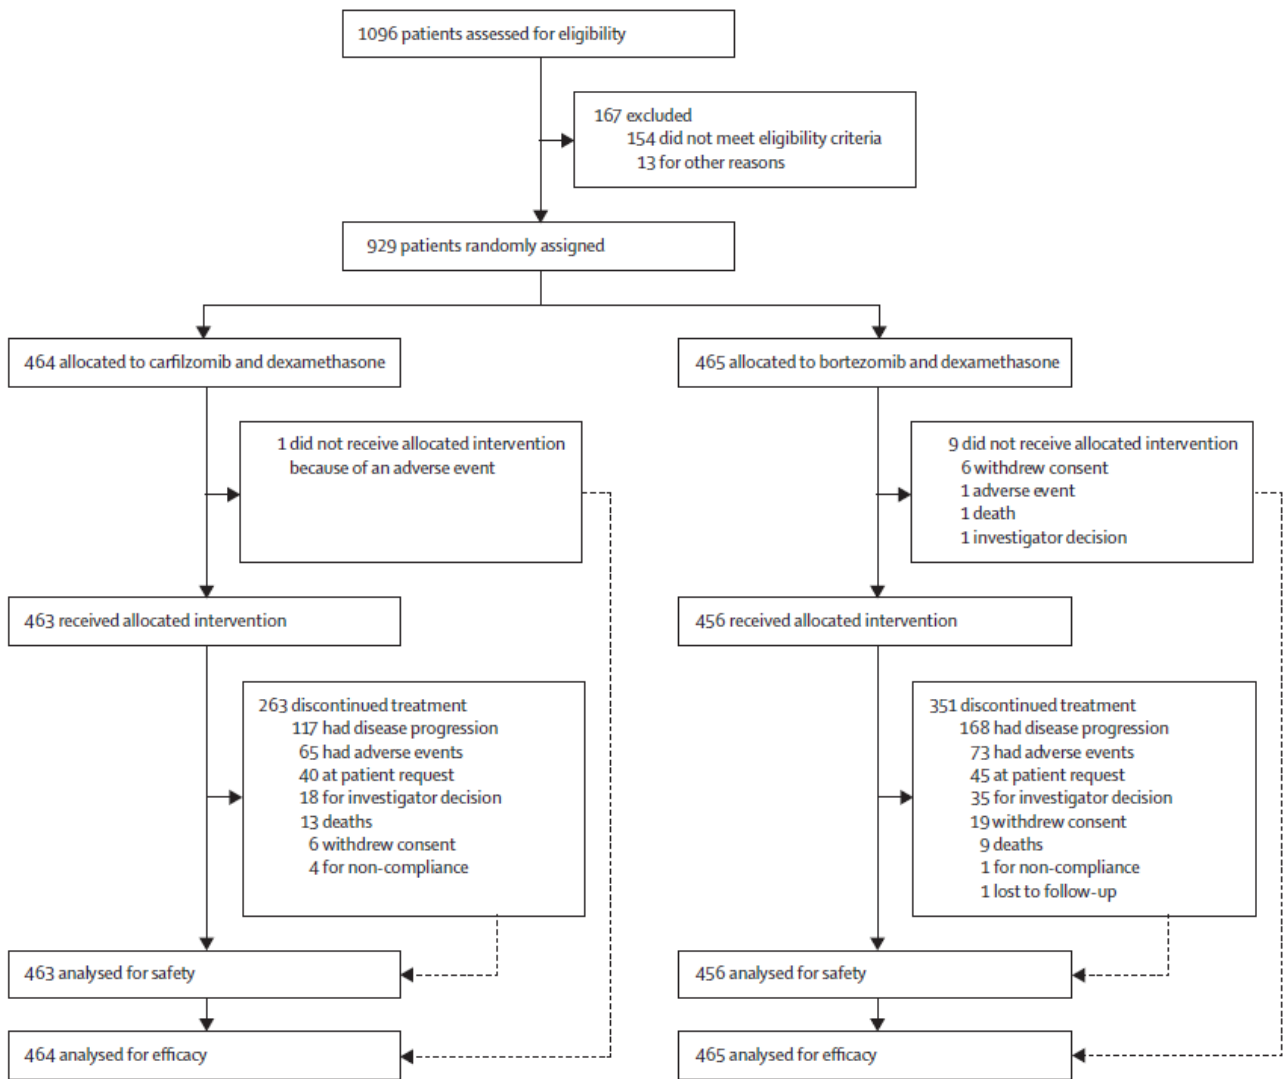 1096 patients assessed for eligibility
167 excluded
154 did not meet eligibility criteria
13 for other reasons
929 patients randomly assigned
464 allocated to carfilzomib and dexamethasone
465 allocated to bortezomib and dexamethasone
1 did not receive allocated intervention
because of an adverse event
9 did not receive allocated intervention
6 withdrew consent
1 adverse event
1 death
1 investigator decision
463 received allocated intervention
456 received allocated intervention
263 discontinued treatment
117 had disease progression
65 had adverse events
40 at patient request
18 for investigator decision
13 deaths
6 withdrew consent
4 for non-compliance
351 discontinued treatment
168 had disease progression
73 had adverse events
45 at patient request
35 for investigator decision
19 withdrew consent
9 deaths
1 for non-compliance
1 lost to follow-up
463 analysed for safety
456 analysed for safety
464 analysed for efficacy
465 analysed for efficacy